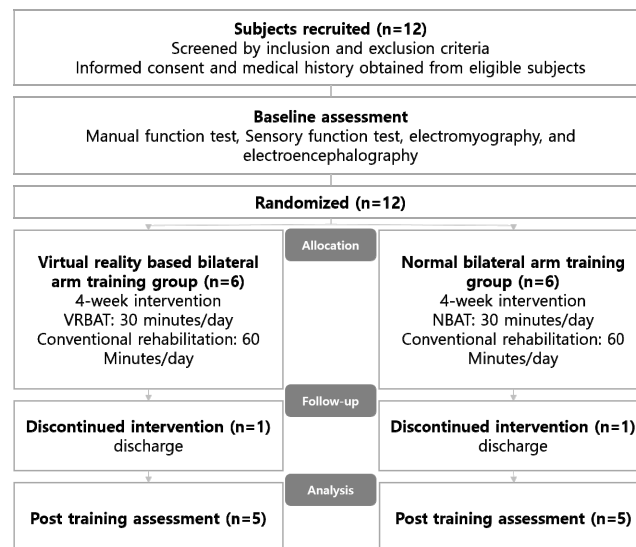 Subjects recruited (n=12)
Screened by inclusion and exclusion criteria
Informed consent and medical history obtained from eligible subjects
Baseline assessment
Manual function test, Sensory function test, electromyography, and
electroencephalography
Randomized (n=12)
Allocation
Virtual reality based bilateral
arm training group (n=6)
4-week intervention
VRBAT: 30 minutes/day
Conventional rehabilitation: 60
Minutes/day
Normal bilateral arm training
group (n=6)
4-week intervention
NBAT: 30 minutes/day
Conventional rehabilitation: 60
Minutes/day
Follow-up
Discontinued intervention (n=1)
discharge
Discontinued intervention (n=1)
discharge
Analysis
Post training assessment (n=5)
Post training assessment (n=5)